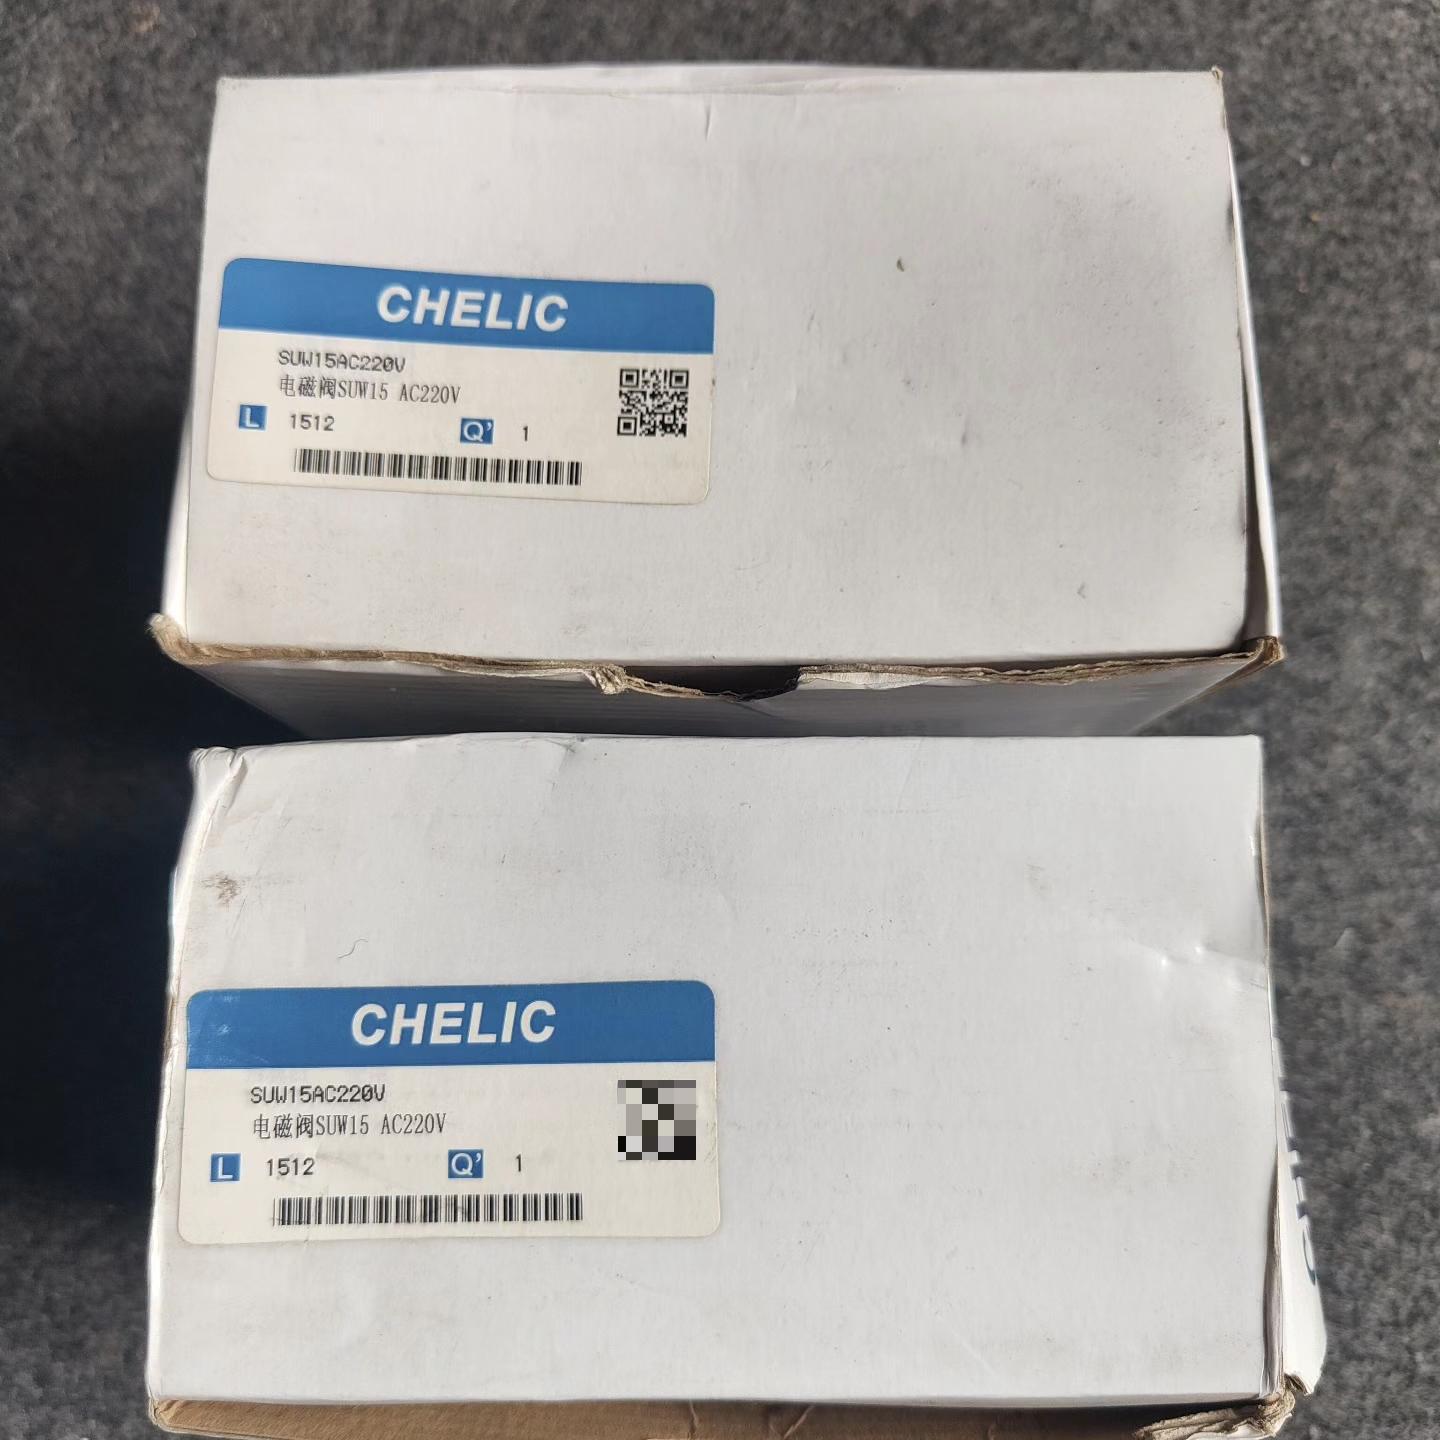 CHELIC
SUW15AC220V
电磁阀SUW15 AC220V
L 1512 Q' 1
CHELIC
SUW15AC220V
电磁阀SUW15 AC220V
L 1512 Q' 1